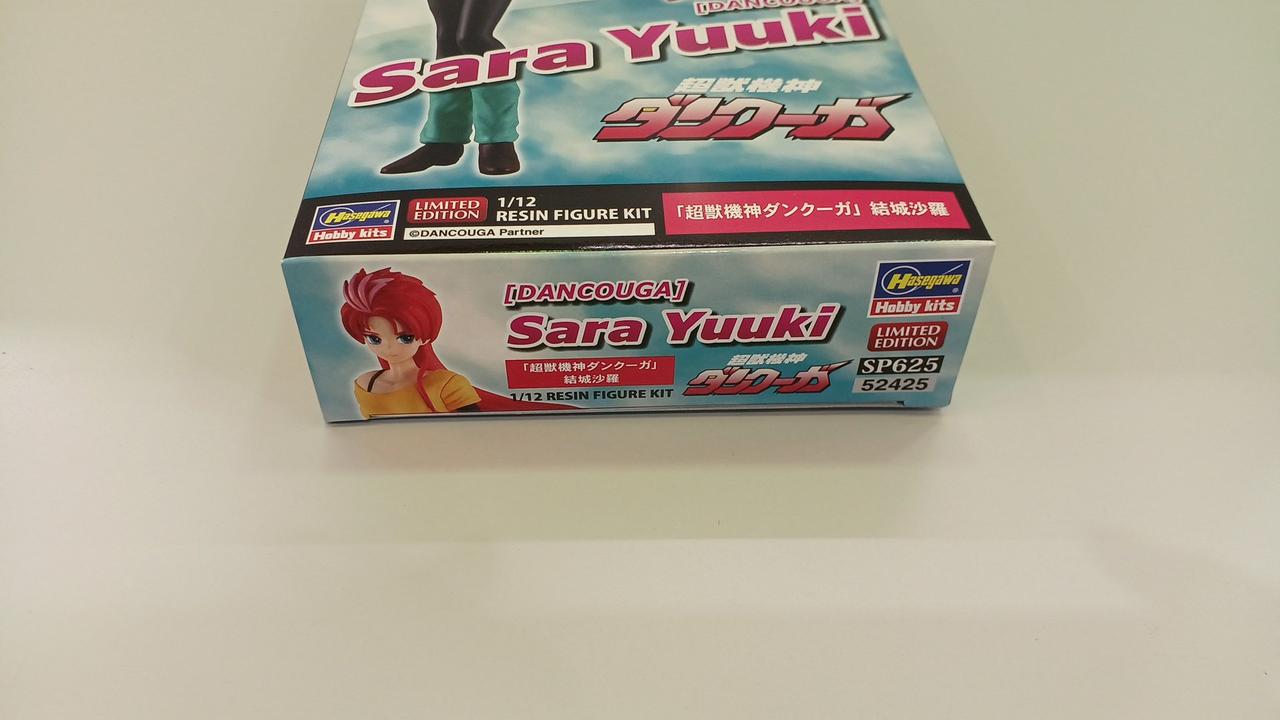 [DANCOUGA]
Sara Yuuki
超獣機神
ダンクーガ
Hasegawa
Hobby kits
LIMITED
EDITION
1/12
RESIN FIGURE KIT
©DANCOUGA Partner
「超獣機神ダンクーガ」結城沙羅
[DANCOUGA]
Sara Yuuki
「超獣機神ダンクーガ」
結城沙羅
1/12 RESIN FIGURE KIT
超獣機神
ダンクーガ
Hasegawa
Hobby kits
LIMITED
EDITION
SP625
52425